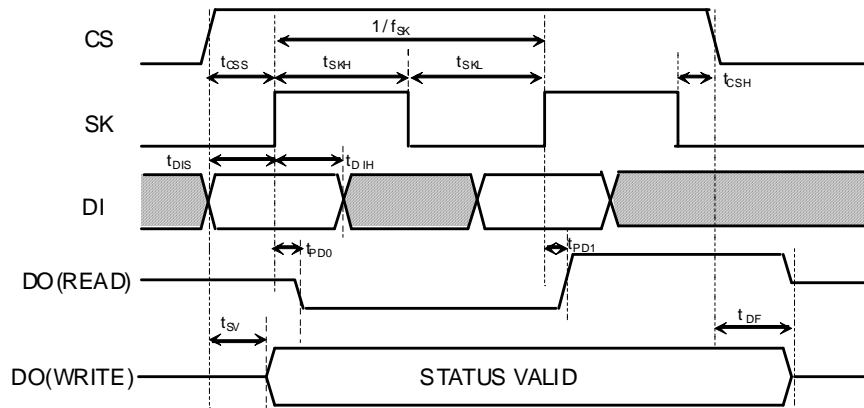 CS
1/ fSK
tCSS
tSKH
tSKL
tCSH
SK
tDIS
tDIH
DI
tPD0
tPD1
DO(READ)
tSV
tDF
DO(WRITE)
STATUS VALID